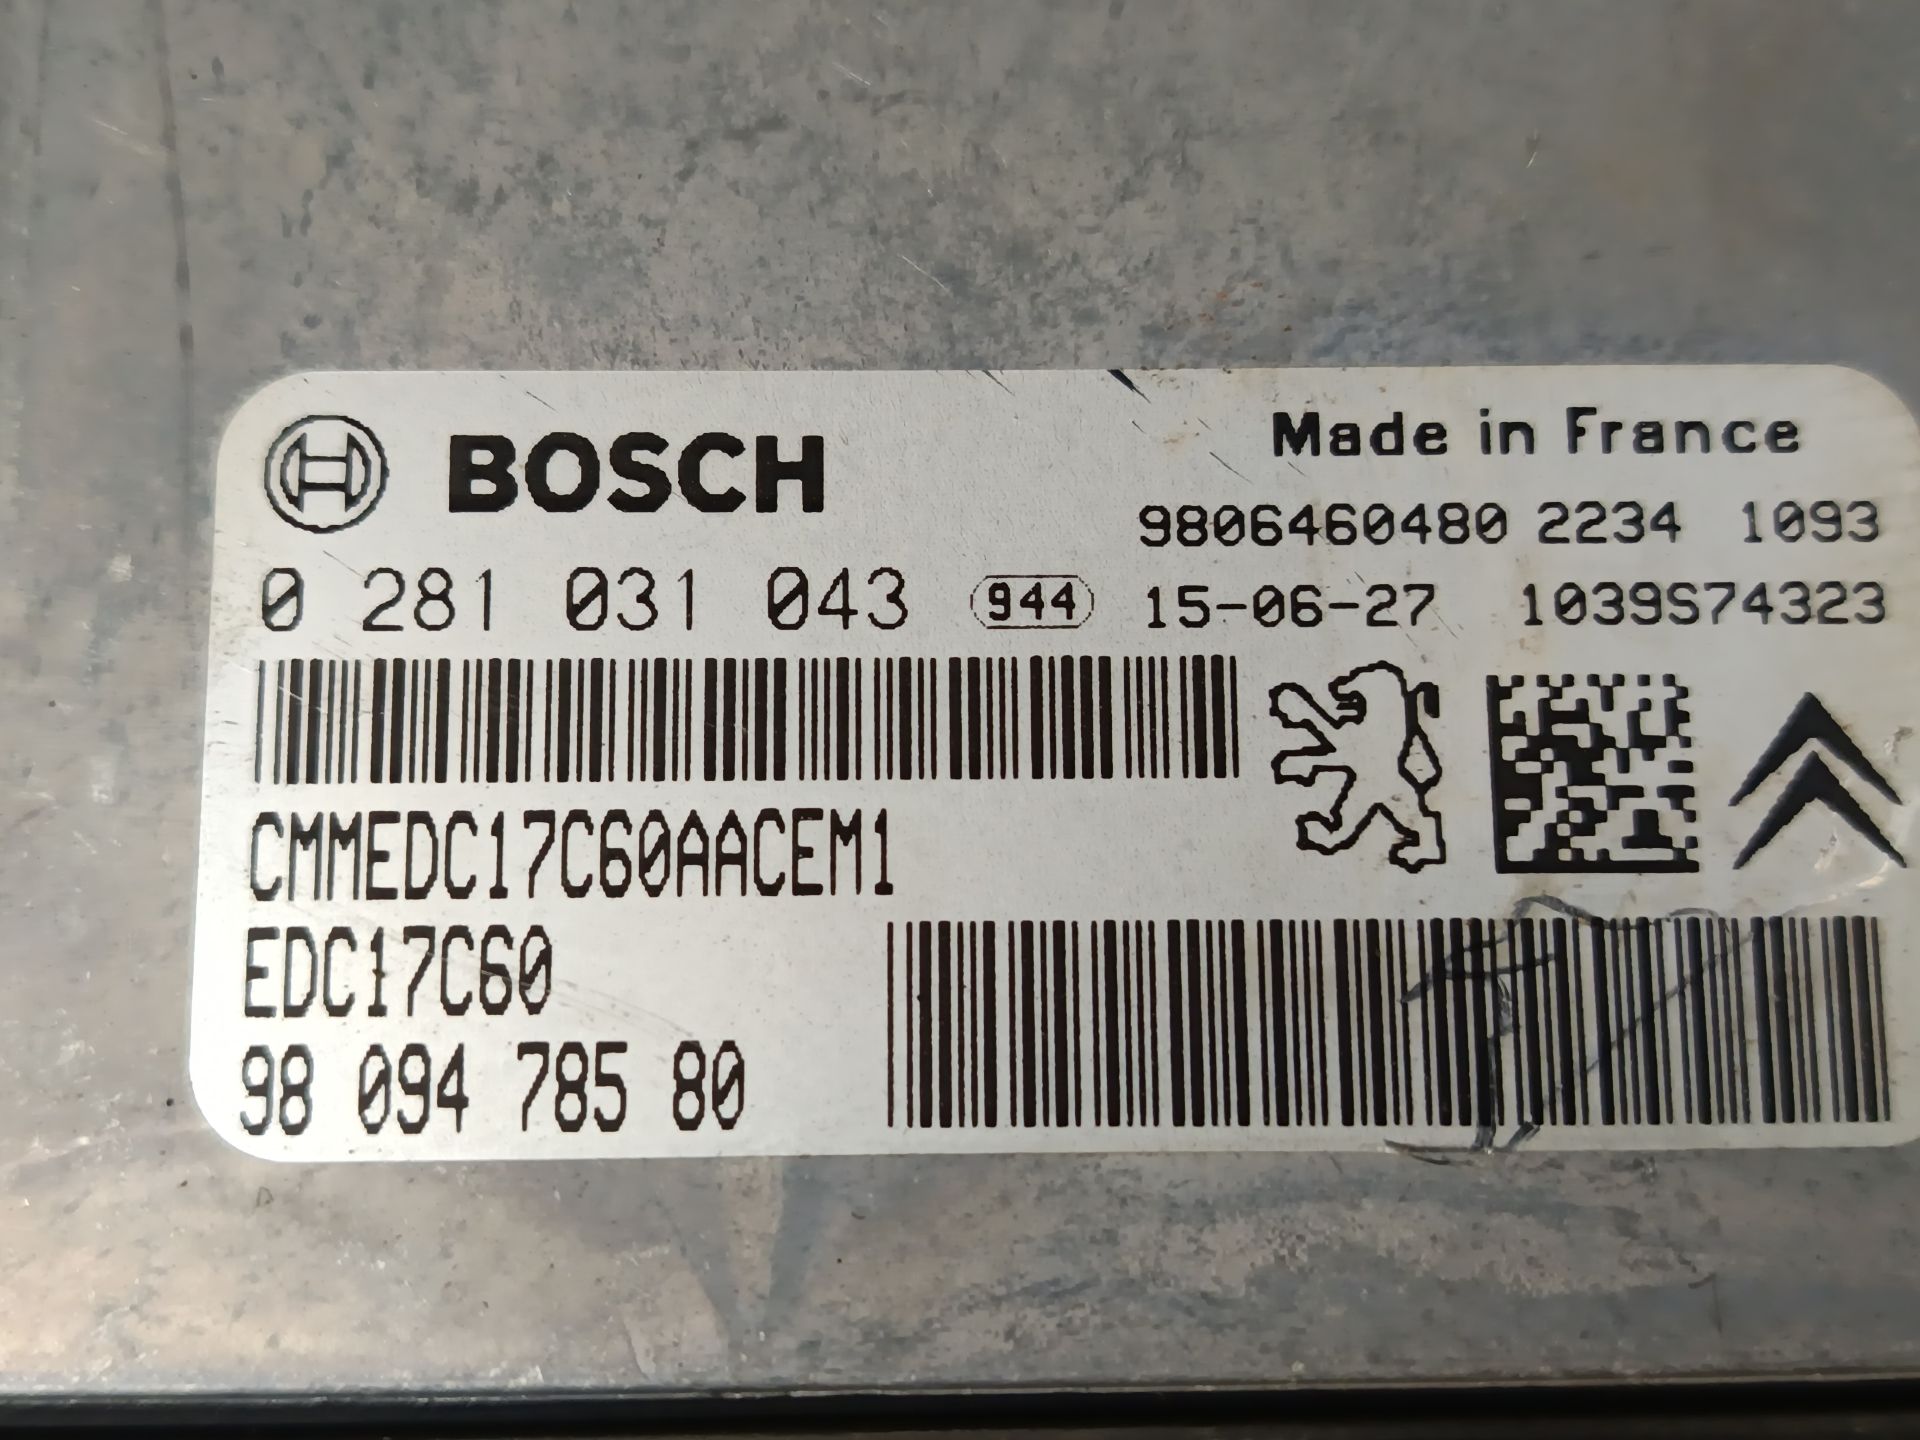 BOSCH
Made in France
9806460480 2234 1093
0 281 031 043 944 15-06-27 1039S74323
CMMEDC17C60AACEM1
EDC17C60
98 094 785 80